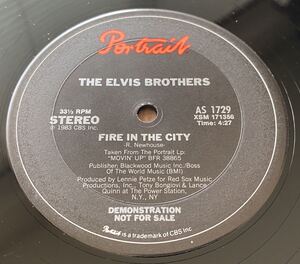 Portrait
THE ELVIS BROTHERS
33⅓ RPM
STEREO
℗ 1983 CBS Inc.
AS 1729
XSM 171356
Time: 4:27
FIRE IN THE CITY
R. Newhouse-
Taken From The Portrait Lp:
"MOVIN' UP" BFR 38865
Publisher: Blackwood Music Inc./Boss
Of The World Music (BMI)
Produced by Lennie Petze for Red Sox Music
Productions, Inc., Tony Bongiovi & Lance
Quinn at The Power Station,
N.Y., NY
DEMONSTRATION
NOT FOR SALE
Portrait is a trademark of CBS Inc.